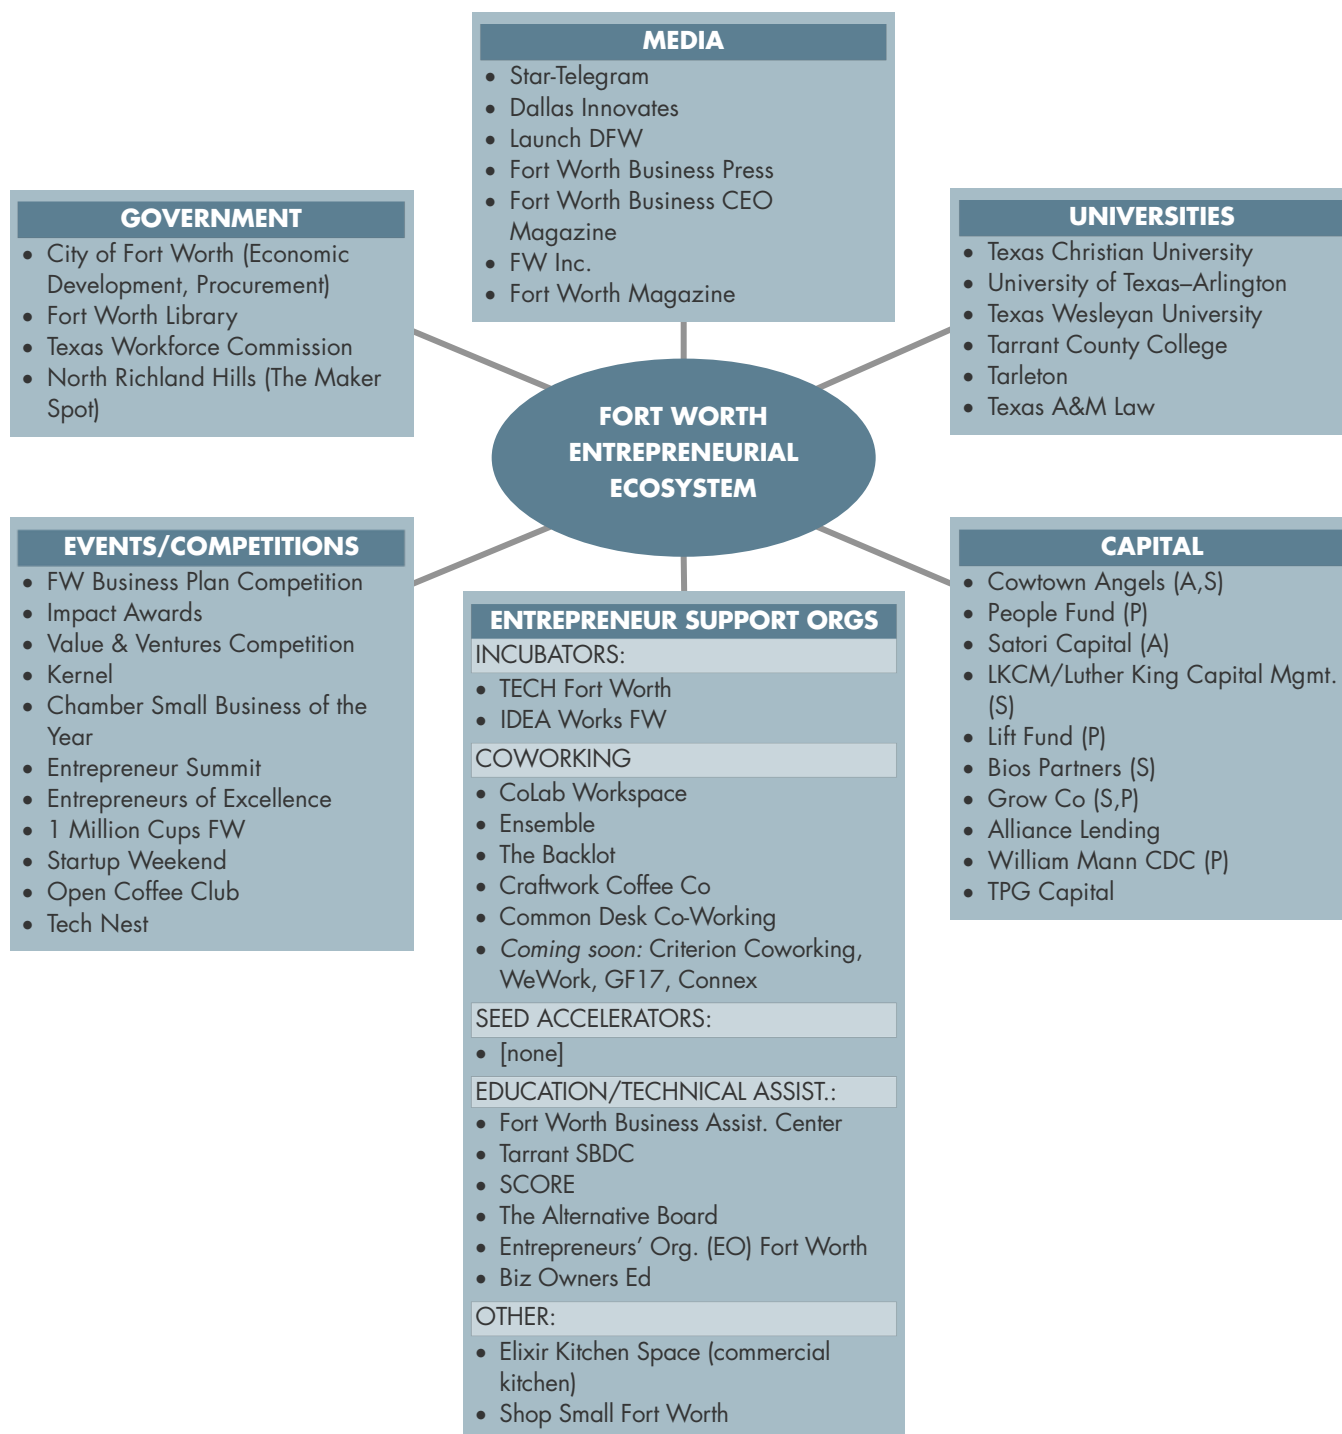 MEDIA
• Star-Telegram
• Dallas Innovates
• Launch DFW
• Fort Worth Business Press
• Fort Worth Business CEO
Magazine
• FW Inc.
• Fort Worth Magazine
GOVERNMENT
• City of Fort Worth (Economic
Development, Procurement)
• Fort Worth Library
• Texas Workforce Commission
• North Richland Hills (The Maker
Spot)
UNIVERSITIES
• Texas Christian University
• University of Texas–Arlington
• Texas Wesleyan University
• Tarrant County College
• Tarleton
• Texas A&M Law
FORT WORTH
ENTREPRENEURIAL
ECOSYSTEM
EVENTS/COMPETITIONS
• FW Business Plan Competition
• Impact Awards
• Value & Ventures Competition
• Kernel
• Chamber Small Business of the
Year
• Entrepreneur Summit
• Entrepreneurs of Excellence
• 1 Million Cups FW
• Startup Weekend
• Open Coffee Club
• Tech Nest
CAPITAL
• Cowtown Angels (A,S)
• People Fund (P)
• Satori Capital (A)
• LKCM/Luther King Capital Mgmt.
(S)
• Lift Fund (P)
• Bios Partners (S)
• Grow Co (S,P)
• Alliance Lending
• William Mann CDC (P)
• TPG Capital
ENTREPRENEUR SUPPORT ORGS
INCUBATORS:
• TECH Fort Worth
• IDEA Works FW
COWORKING
• CoLab Workspace
• Ensemble
• The Backlot
• Craftwork Coffee Co
• Common Desk Co-Working
• Coming soon: Criterion Coworking,
WeWork, GF17, Connex
SEED ACCELERATORS:
• [none]
EDUCATION/TECHNICAL ASSIST.:
• Fort Worth Business Assist. Center
• Tarrant SBDC
• SCORE
• The Alternative Board
• Entrepreneurs’ Org. (EO) Fort Worth
• Biz Owners Ed
OTHER:
• Elixir Kitchen Space (commercial
kitchen)
• Shop Small Fort Worth